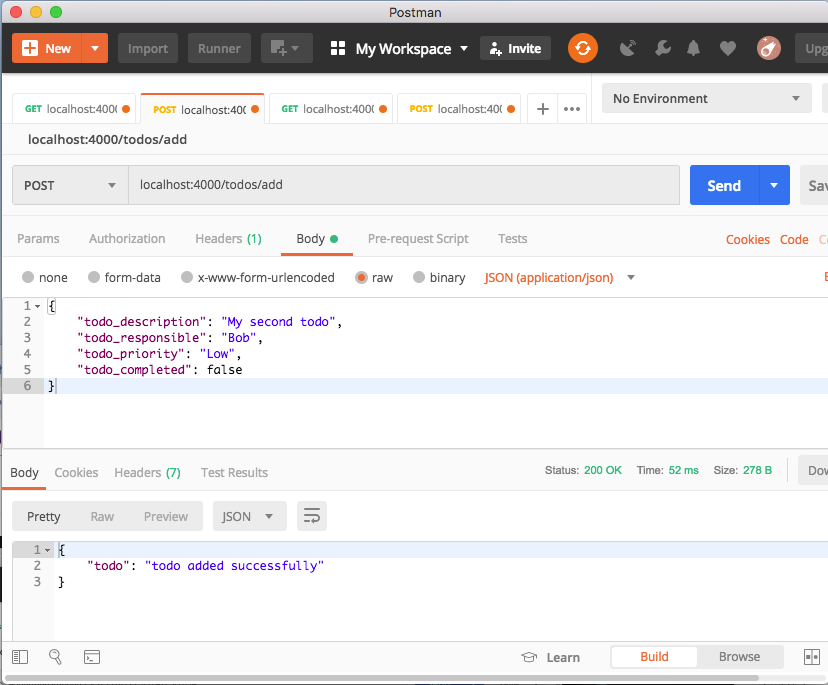 Postman
New Import Runner My Workspace Invite Upg
GET localhost:400 POST localhost:400 GET localhost:400 POST localhost:400 + ••• No Environment
localhost:4000/todos/add
POST localhost:4000/todos/add Send Sav
Params Authorization Headers (1) Body Pre-request Script Tests Cookies Code
none form-data x-www-form-urlencoded raw binary JSON (application/json)
1 {
2 "todo_description": "My second todo",
3 "todo_responsible": "Bob",
4 "todo_priority": "Low",
5 "todo_completed": false
6 }
Body Cookies Headers (7) Test Results Status: 200 OK Time: 52 ms Size: 278 B Dow
Pretty Raw Preview JSON
1 {
2 "todo": "todo added successfully"
3 }
Learn Build Browse